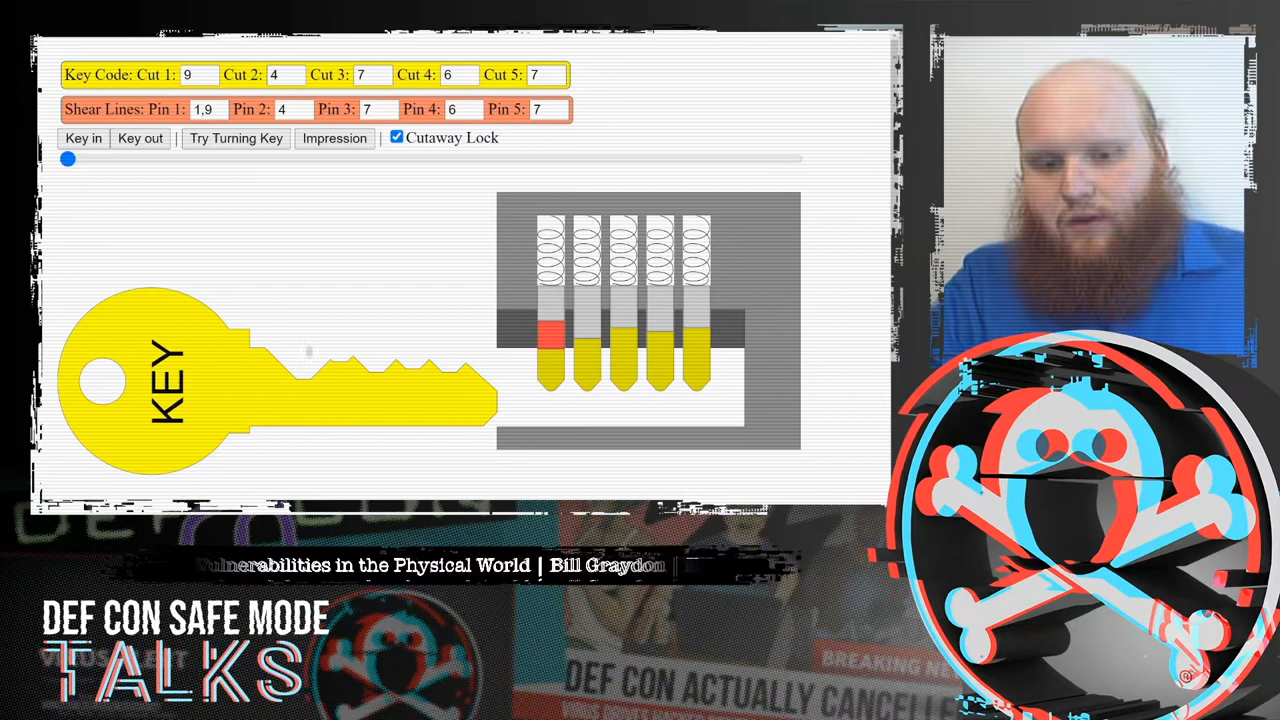 Key Code: Cut 1: 9 Cut 2: 4 Cut 3: 7 Cut 4: 6 Cut 5: 7
Shear Lines: Pin 1: 1,9 Pin 2: 4 Pin 3: 7 Pin 4: 6 Pin 5: 7
Key in Key out | Try Turning Key Impression | Cutaway Lock
KEY
Vulnerabilities in the Physical World | Bill Graydon |
DEF CON SAFE MODE
TALKS
DEF CON
BREAKING NE
DEF CON ACTUALLY CANCELLE
®